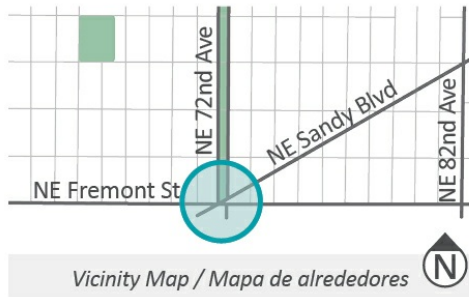 NE 72nd Ave
NE Sandy Blvd
NE 82nd Ave
NE Fremont St
N
Vicinity Map / Mapa de alrededores